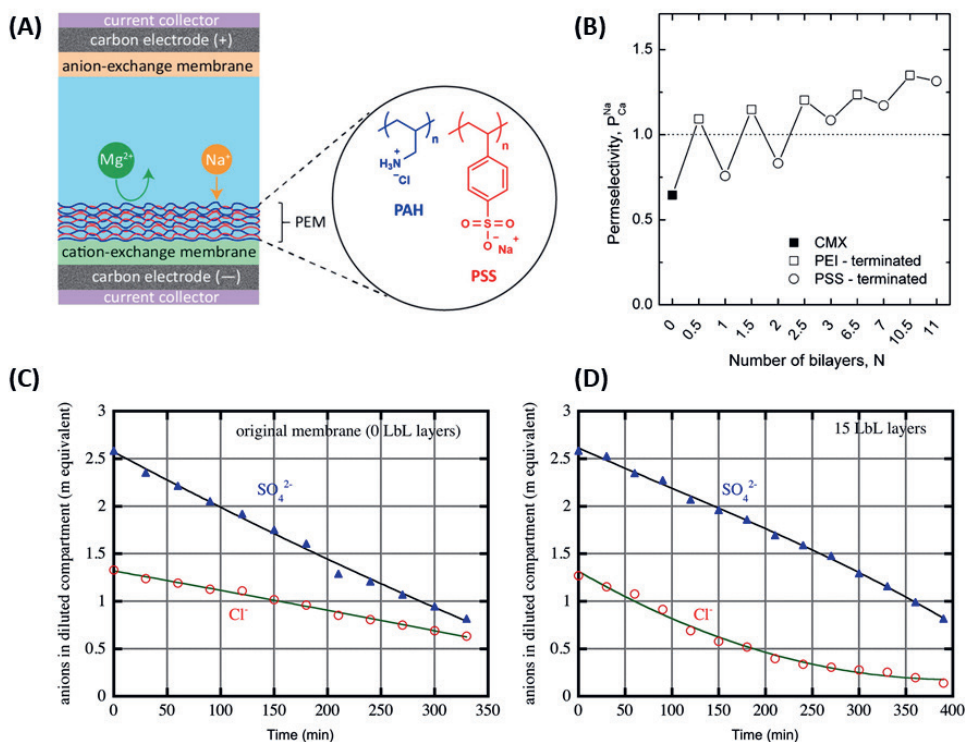 (A)
current collector
carbon electrode (+)
anion-exchange membrane
Mg²⁺
Na⁺
PEM
cation-exchange membrane
carbon electrode (—)
current collector
n
n
H₃N
+
⁻Cl
PAH
O=S=O
O⁻ Na⁺
PSS
(B)
Permselectivity, P Na Ca
1.5
1.0
0.5
0.0
CMX
PEI - terminated
PSS - terminated
0 0.5 1 1.5 2 2.5 3 6.5 7 10.5 11
Number of bilayers, N
(C)
anions in diluted compartment (m equivalent)
3
2.5
2
1.5
1
0.5
0
original membrane (0 LbL layers)
SO₄²⁻
Cl⁻
0 50 100 150 200 250 300 350
Time (min)
(D)
anions in diluted compartment (m equivalent)
3
2.5
2
1.5
1
0.5
0
15 LbL layers
SO₄²⁻
Cl⁻
0 50 100 150 200 250 300 350 400
Time (min)